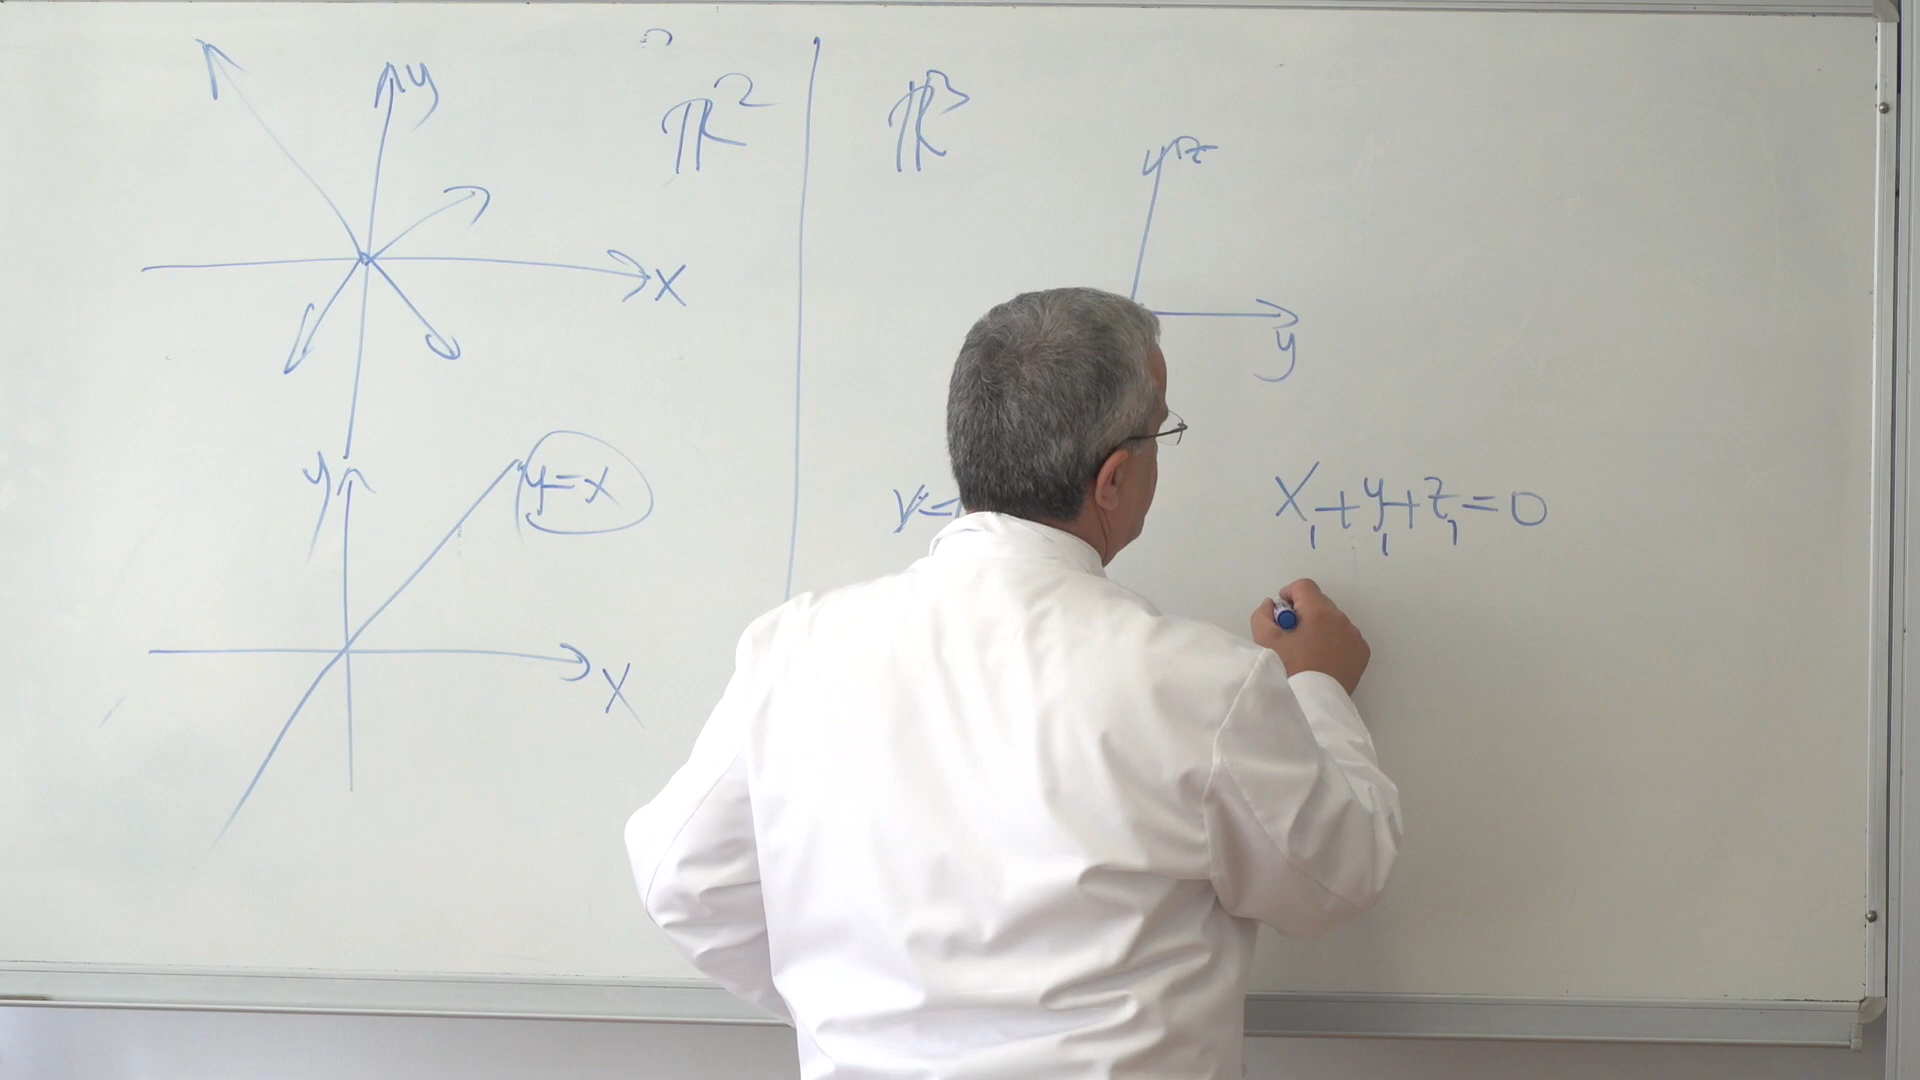 y
ℝ²
x
y
y=x
x
ℝ³
z
y
v=
x₁+y₁+z₁=0